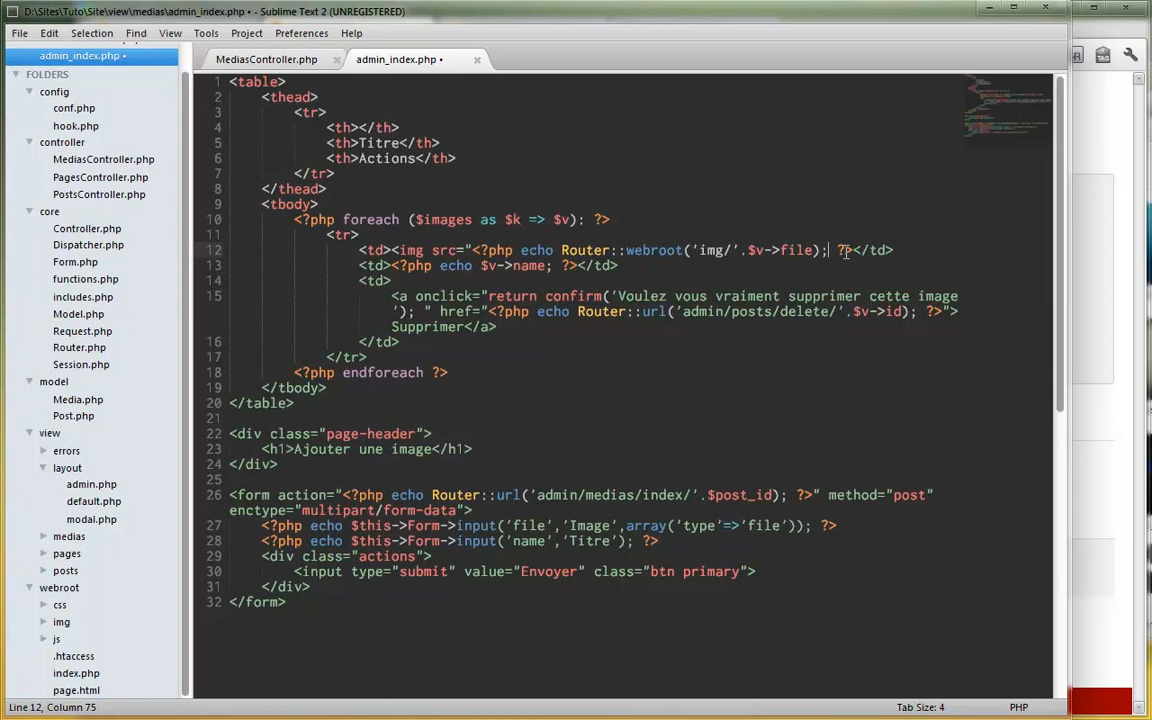 D:\Sites\Tuto\Site\view\medias\admin_index.php • - Sublime Text 2 (UNREGISTERED)
File Edit Selection Find View Tools Project Preferences Help
admin_index.php •
MediasController.php
admin_index.php •
FOLDERS
config
conf.php
hook.php
controller
MediasController.php
PagesController.php
PostsController.php
core
Controller.php
Dispatcher.php
Form.php
functions.php
includes.php
Model.php
Request.php
Router.php
Session.php
model
Media.php
Post.php
view
errors
layout
admin.php
default.php
modal.php
medias
pages
posts
webroot
css
img
js
.htaccess
index.php
page.html
1 <table>
2 <thead>
3 <tr>
4 <th></th>
5 <th>Titre</th>
6 <th>Actions</th>
7 </tr>
8 </thead>
9 <tbody>
10 <?php foreach ($images as $k => $v): ?>
11 <tr>
12 <td><img src="<?php echo Router::webroot('img/'.$v->file); ?></td>
13 <td><?php echo $v->name; ?></td>
14 <td>
15 <a onclick="return confirm('Voulez vous vraiment supprimer cette image
'); " href="<?php echo Router::url('admin/posts/delete/'.$v->id); ?>">
Supprimer</a>
16 </td>
17 </tr>
18 <?php endforeach ?>
19 </tbody>
20 </table>
21
22 <div class="page-header">
23 <h1>Ajouter une image</h1>
24 </div>
25
26 <form action="<?php echo Router::url('admin/medias/index/'.$post_id); ?>" method="post"
enctype="multipart/form-data">
27 <?php echo $this->Form->input('file','Image',array('type'=>'file')); ?>
28 <?php echo $this->Form->input('name','Titre'); ?>
29 <div class="actions">
30 <input type="submit" value="Envoyer" class="btn primary">
31 </div>
32 </form>
Line 12, Column 75
Tab Size: 4
PHP